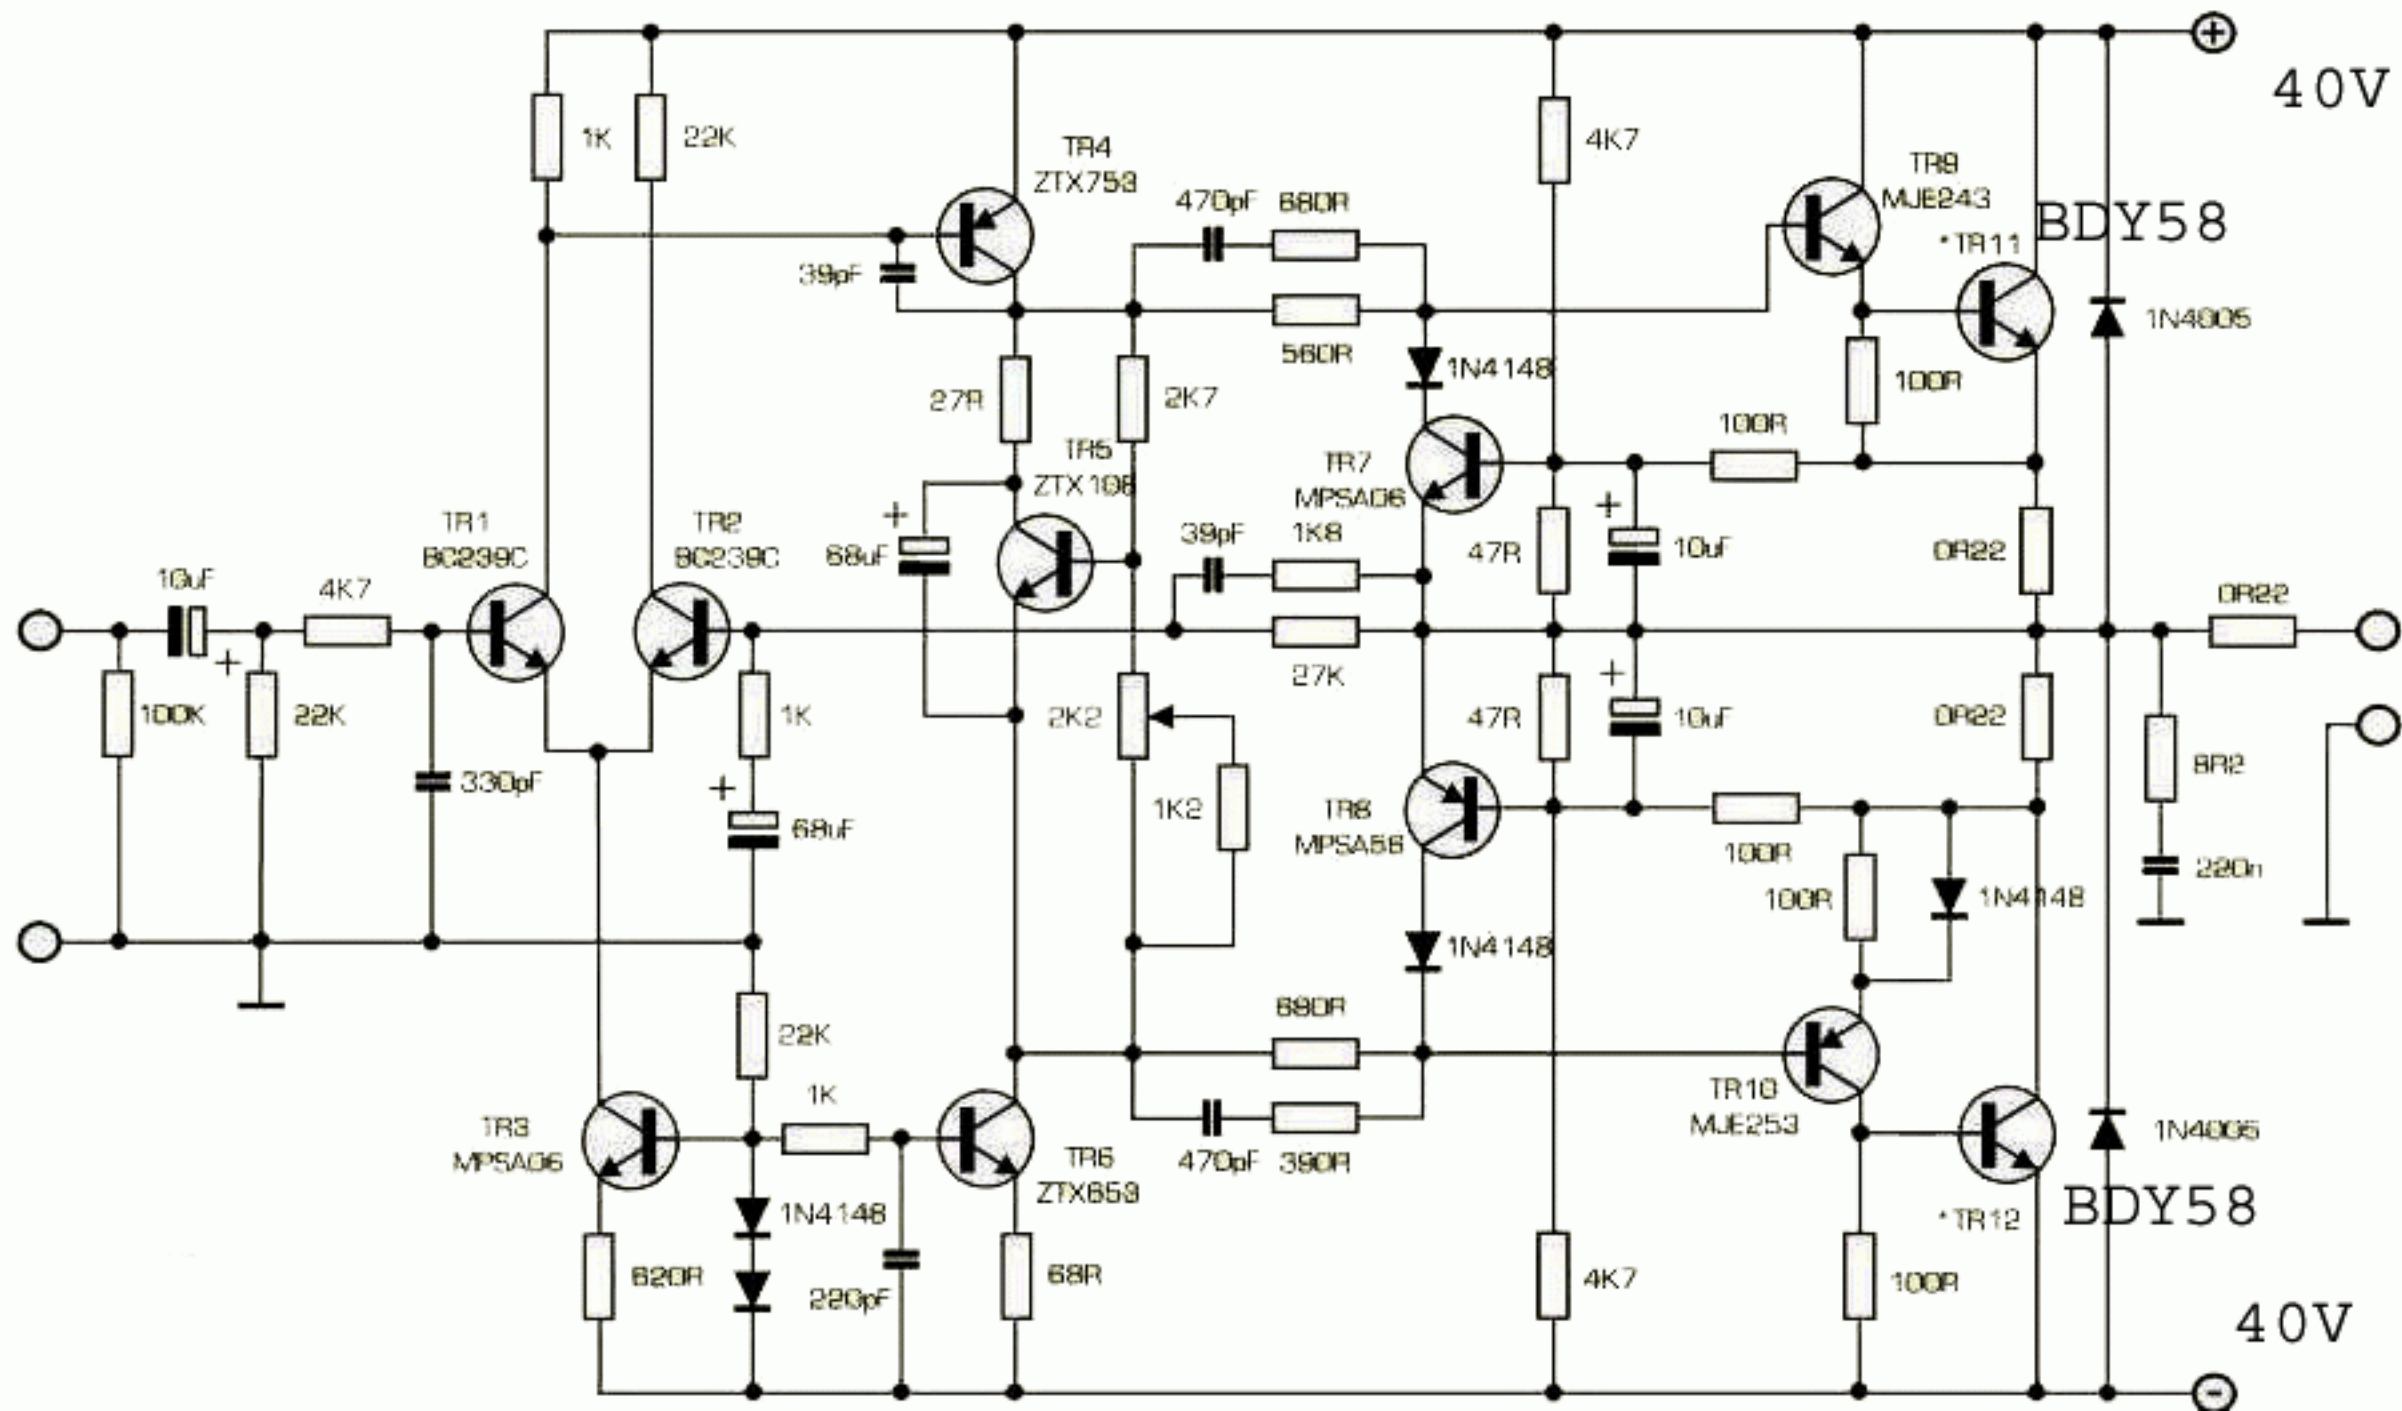 40V
1K
22K
4K7
TR4
ZTX753
TR9
MJE243
BDY58
*TR11
470pF
680R
39pF
560R
1N4148
1N4005
27R
2K7
100R
100R
TR5
TR7
MPSA06
TR1
BC239C
TR2
BC239C
68uF
39pF
1K8
47R
10uF
0R22
10uF
4K7
0R22
100K
22K
1K
2K2
27K
47R
10uF
0R22
330pF
68uF
1K2
TR8
MPSA56
100R
8R2
220n
100R
1N4148
1N4148
22K
680R
1K
TR3
MPSA06
TR6
ZTX653
470pF
390R
TR10
MJE253
1N4005
BDY58
*TR12
1N4148
620R
220pF
68R
4K7
100R
40V